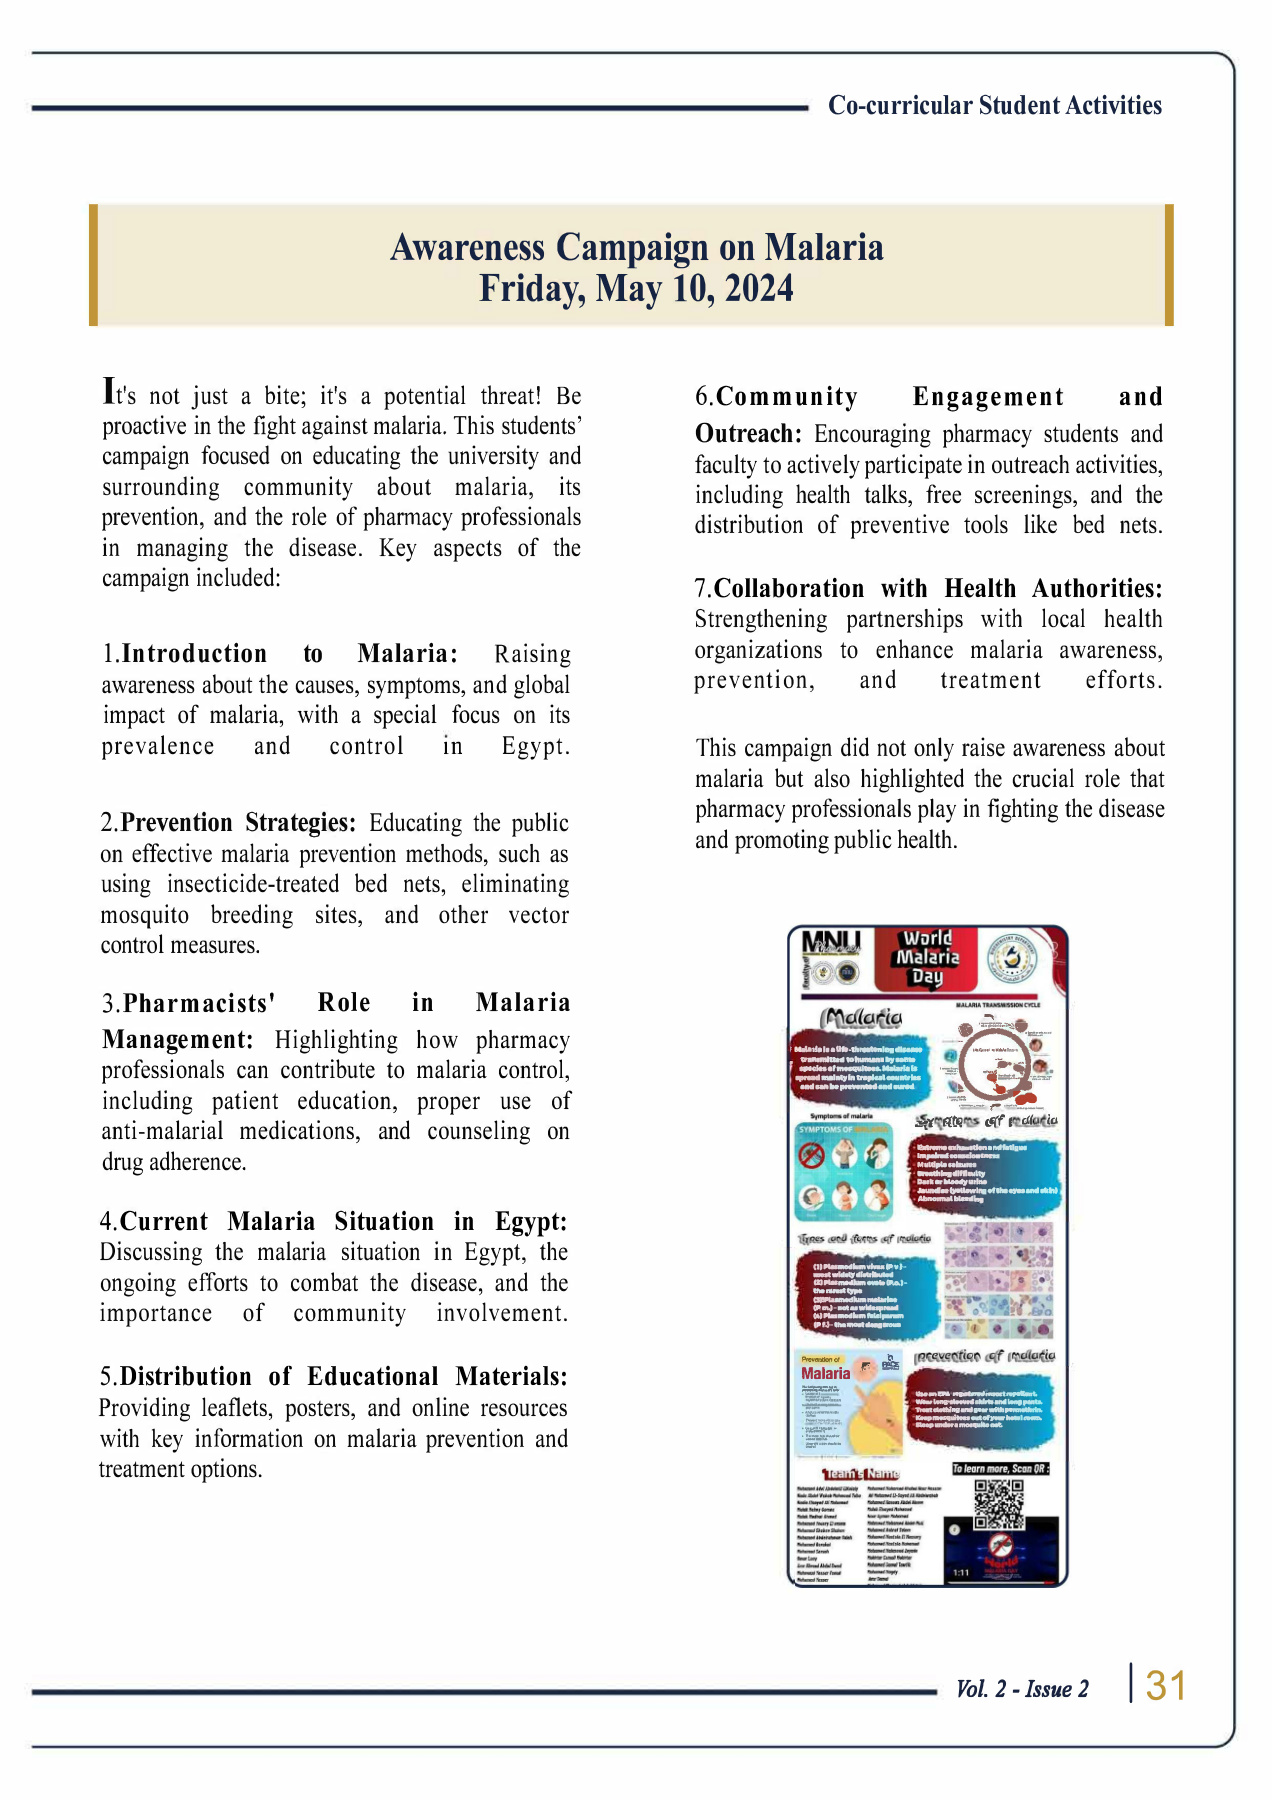 Co-curricular Student Activities
Awareness Campaign on Malaria
Friday, May 10, 2024
It's not just a bite; it's a potential threat! Be
proactive in the fight against malaria. This students’
campaign focused on educating the university and
surrounding community about malaria, its
prevention, and the role of pharmacy professionals
in managing the disease. Key aspects of the
campaign included:
1.Introduction to Malaria: Raising
awareness about the causes, symptoms, and global
impact of malaria, with a special focus on its
prevalence and control in Egypt.
2.Prevention Strategies: Educating the public
on effective malaria prevention methods, such as
using insecticide-treated bed nets, eliminating
mosquito breeding sites, and other vector
control measures.
3.Pharmacists' Role in Malaria
Management: Highlighting how pharmacy
professionals can contribute to malaria control,
including patient education, proper use of
anti-malarial medications, and counseling on
drug adherence.
4.Current Malaria Situation in Egypt:
Discussing the malaria situation in Egypt, the
ongoing efforts to combat the disease, and the
importance of community involvement.
5.Distribution of Educational Materials:
Providing leaflets, posters, and online resources
with key information on malaria prevention and
treatment options.
6.Community Engagement and
Outreach: Encouraging pharmacy students and
faculty to actively participate in outreach activities,
including health talks, free screenings, and the
distribution of preventive tools like bed nets.
7.Collaboration with Health Authorities:
Strengthening partnerships with local health
organizations to enhance malaria awareness,
prevention, and treatment efforts.
This campaign did not only raise awareness about
malaria but also highlighted the crucial role that
pharmacy professionals play in fighting the disease
and promoting public health.
MNU
Faculty of
World
Malaria
Day
MALARIA TRANSMISSION CYCLE
Malaria
Malaria is a life-threatening disease
transmitted to humans by some
species of mosquitoes. Malaria is
spread mainly in tropical countries
and can be prevented and cured.
Symptoms of malaria
SYMPTOMS OF MALARIA
Symptoms of malaria
Extreme exhaustion and fatigue
Impaired consciousness
Multiple seizures
Breathing difficulty
Dark or bloody urine
Jaundice (yellowing of the eyes and skin)
Abnormal bleeding
Types and forms of malaria
(1) Plasmodium vivax (P v) -
most widely distributed
(2) Plasmodium ovale (P.o.) -
the rarest type
(3)Plasmodium malariae
(P m.) - not as widespread
(4) Plasmodium falciparum
(P f.) - the most dangerous
Prevention of
Malaria
prevention of malaria
Use an EPA-registered insect repellent.
Wear long-sleeved shirts and long pants.
Treat clothing and gear with permethrin.
Keep mosquitoes out of your hotel room.
Sleep under a mosquito net.
Team's Name
To learn more, Scan QR :
World
1:11
Vol. 2 - Issue 2
31